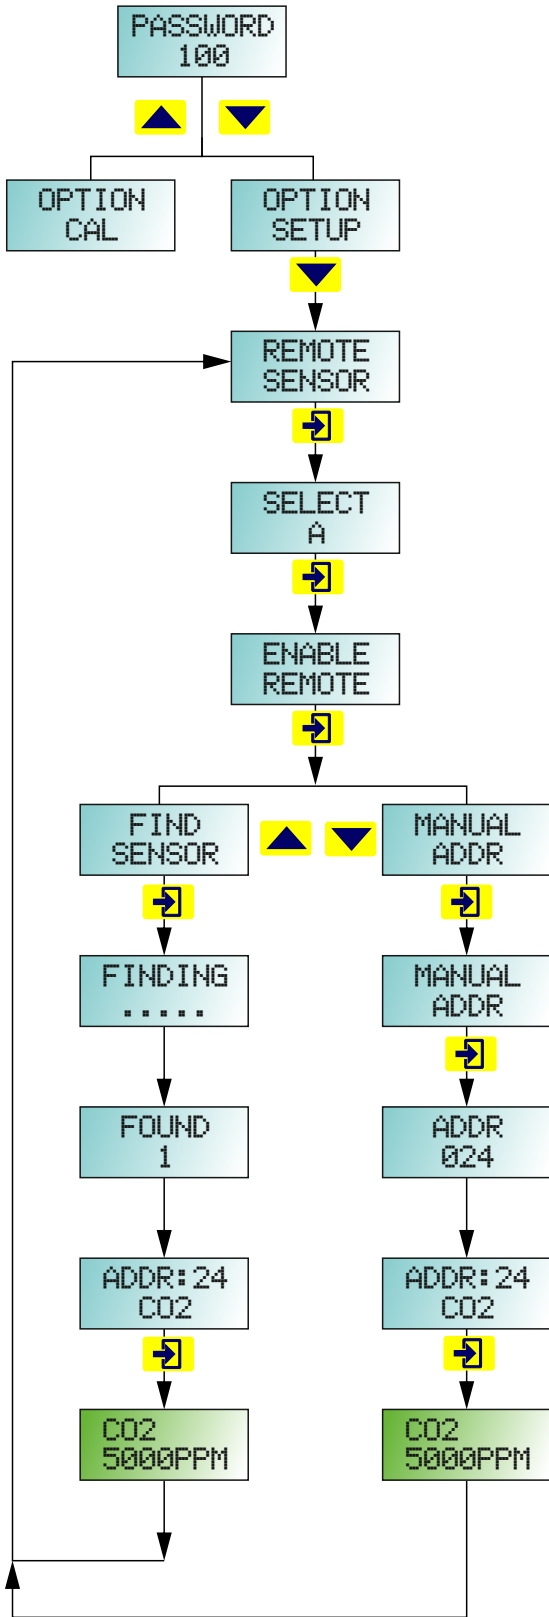 PASSWORD
100
OPTION
CAL
OPTION
SETUP
REMOTE
SENSOR
SELECT
A
ENABLE
REMOTE
FIND
SENSOR
MANUAL
ADDR
FINDING
.....
MANUAL
ADDR
FOUND
1
ADDR
024
ADDR:24
CO2
ADDR:24
CO2
CO2
5000PPM
CO2
5000PPM